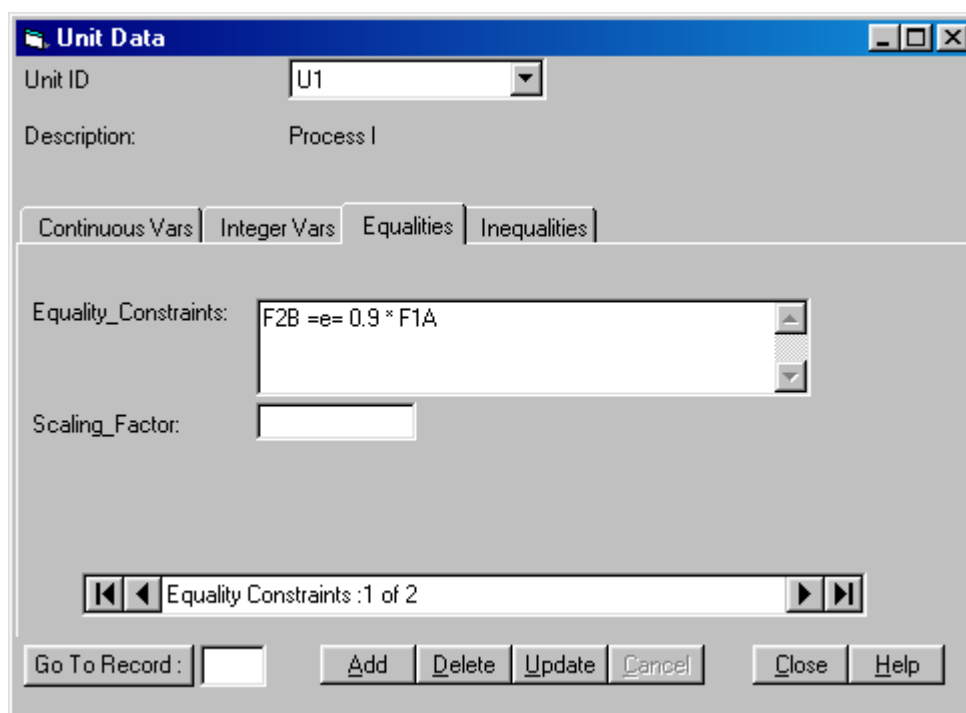 Unit Data
Unit ID U1
Description: Process I
Continuous Vars Integer Vars Equalities Inequalities
Equality_Constraints: F2B =e= 0.9 * F1A
Scaling_Factor:
Equality Constraints :1 of 2
Go To Record : Add Delete Update Cancel Close Help